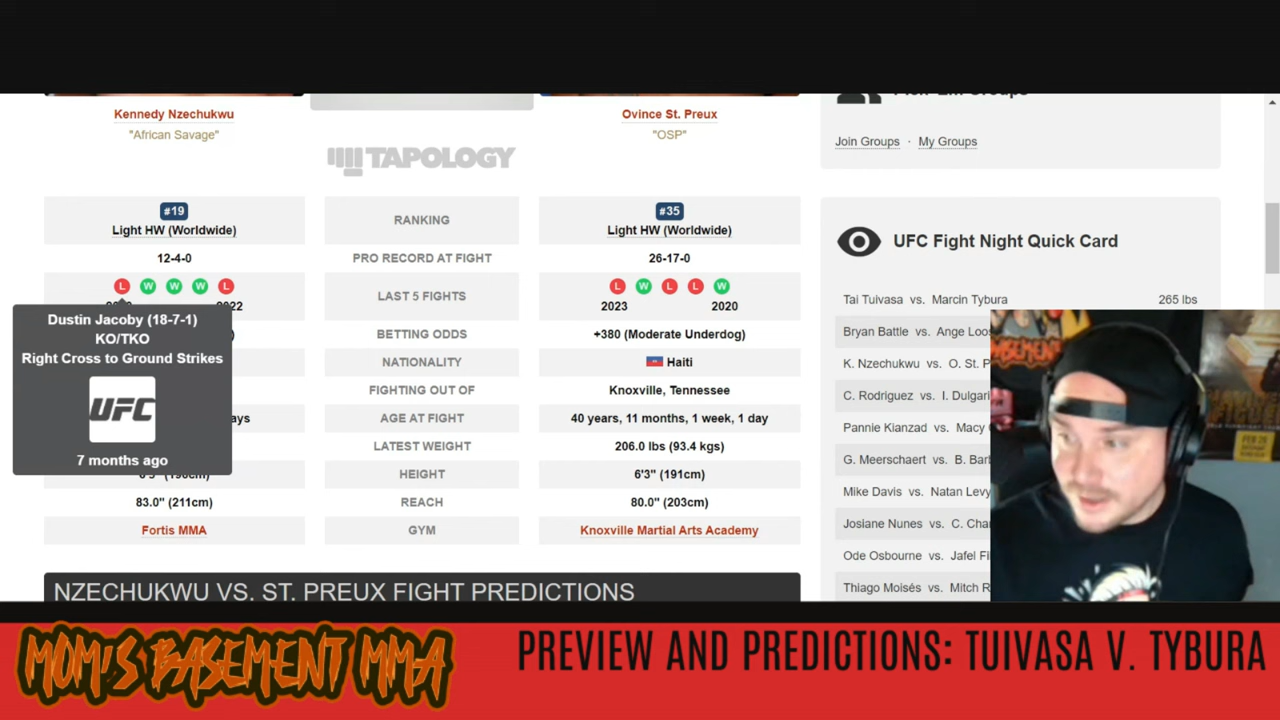 Kennedy Nzechukwu
"African Savage"
TAPOLOGY
Ovince St. Preux
"OSP"
Join Groups · My Groups
#19
Light HW (Worldwide)
RANKING
#35
Light HW (Worldwide)
12-4-0
PRO RECORD AT FIGHT
26-17-0
L W W W L
LAST 5 FIGHTS
L W L L W
2023
2020
Dustin Jacoby (18-7-1)
KO/TKO
Right Cross to Ground Strikes
UFC
7 months ago
BETTING ODDS
+380 (Moderate Underdog)
NATIONALITY
Haiti
FIGHTING OUT OF
Knoxville, Tennessee
AGE AT FIGHT
40 years, 11 months, 1 week, 1 day
LATEST WEIGHT
206.0 lbs (93.4 kgs)
HEIGHT
6'3" (191cm)
83.0" (211cm)
REACH
80.0" (203cm)
Fortis MMA
GYM
Knoxville Martial Arts Academy
NZECHUKWU VS. ST. PREUX FIGHT PREDICTIONS
UFC Fight Night Quick Card
Tai Tuivasa vs. Marcin Tybura 265 lbs
Bryan Battle vs. Ange Loos
K. Nzechukwu vs. O. St. P
C. Rodriguez vs. I. Dulgari
Pannie Kianzad vs. Macy
G. Meerschaert vs. B. Bar
Mike Davis vs. Natan Levy
Josiane Nunes vs. C. Cha
Ode Osbourne vs. Jafel Fi
Thiago Moisés vs. Mitch R
MOM'S BASEMENT MMA
PREVIEW AND PREDICTIONS: TUIVASA V. TYBURA